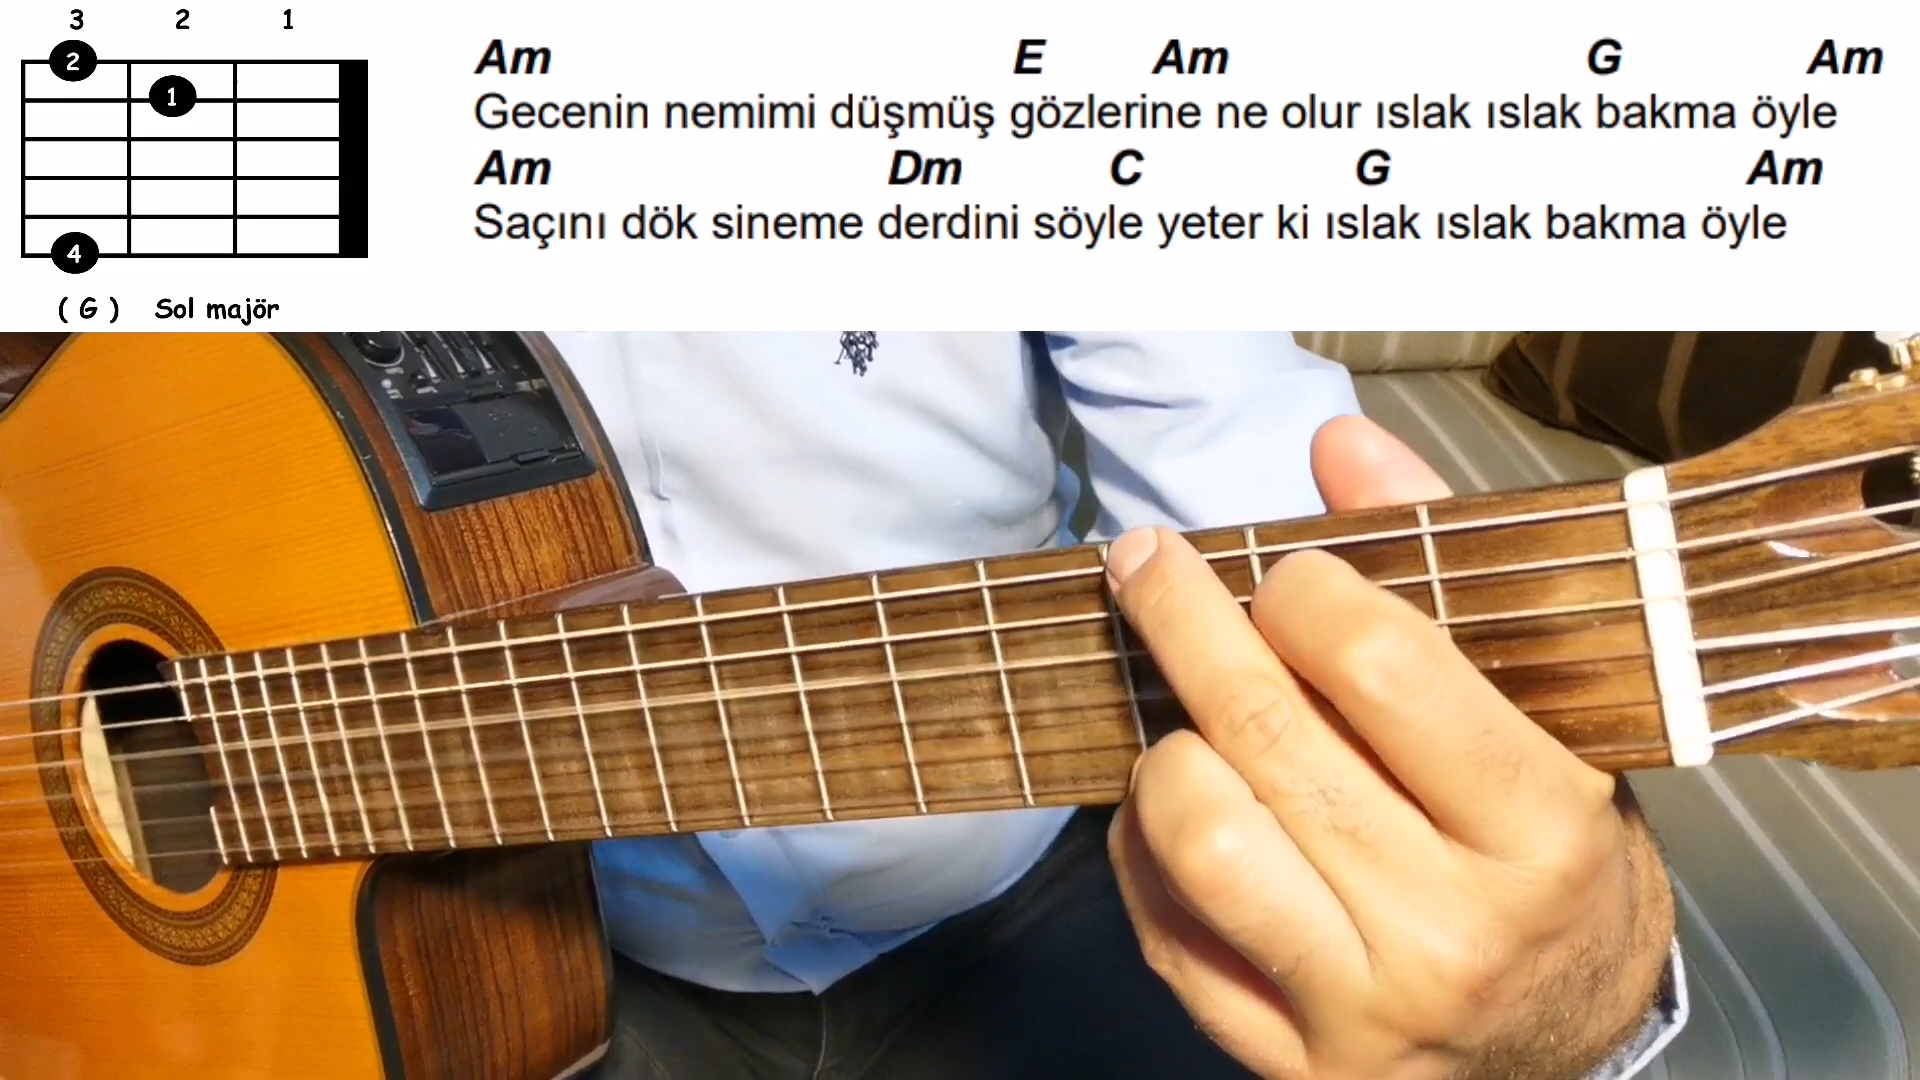 3 2 1
2
1
4
( G ) Sol majör
Am E Am G Am
Gecenin nemimi düşmüş gözlerine ne olur ıslak ıslak bakma öyle
Am Dm C G Am
Saçını dök sineme derdini söyle yeter ki ıslak ıslak bakma öyle